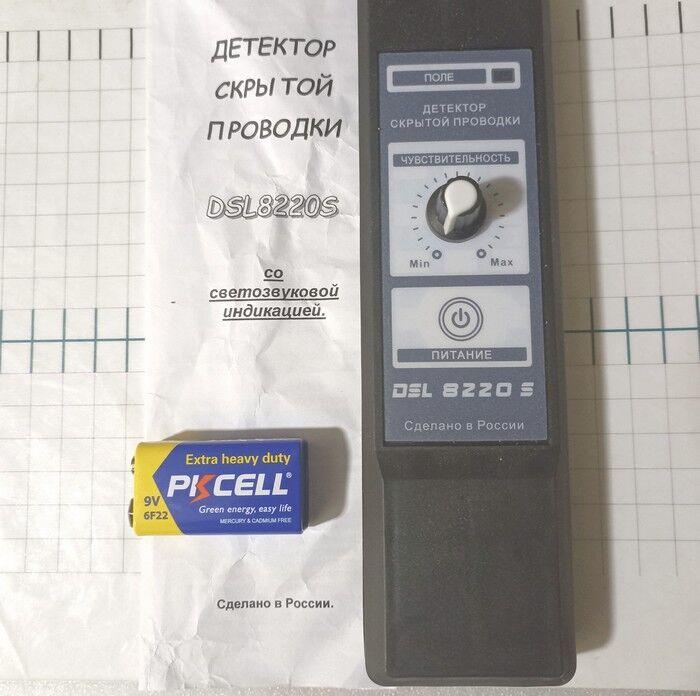 ДЕТЕКТОР
СКРЫТОЙ
ПРОВОДКИ
DSL8220S
со
светозвуковой
индикацией.
Сделано в России.
Extra heavy duty
PKCELL®
Green energy, easy life
MERCURY & CADMIUM FREE
9V
6F22
ПОЛЕ
ДЕТЕКТОР
СКРЫТОЙ ПРОВОДКИ
ЧУВСТВИТЕЛЬНОСТЬ
Min Max
ПИТАНИЕ
DSL 8220 S
Сделано в России